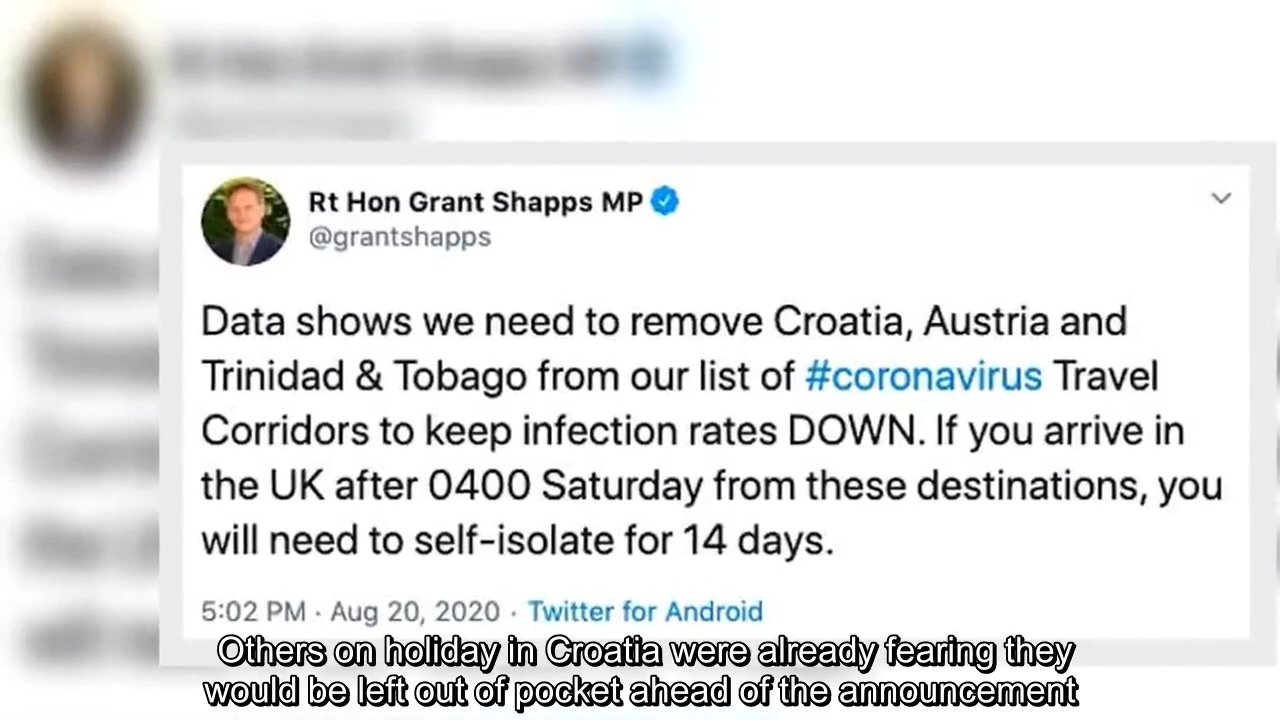 Rt Hon Grant Shapps MP
@grantshapps
Data shows we need to remove Croatia, Austria and
Trinidad & Tobago from our list of #coronavirus Travel
Corridors to keep infection rates DOWN. If you arrive in
the UK after 0400 Saturday from these destinations, you
will need to self-isolate for 14 days.
5:02 PM · Aug 20, 2020 · Twitter for Android
Others on holiday in Croatia were already fearing they
would be left out of pocket ahead of the announcement